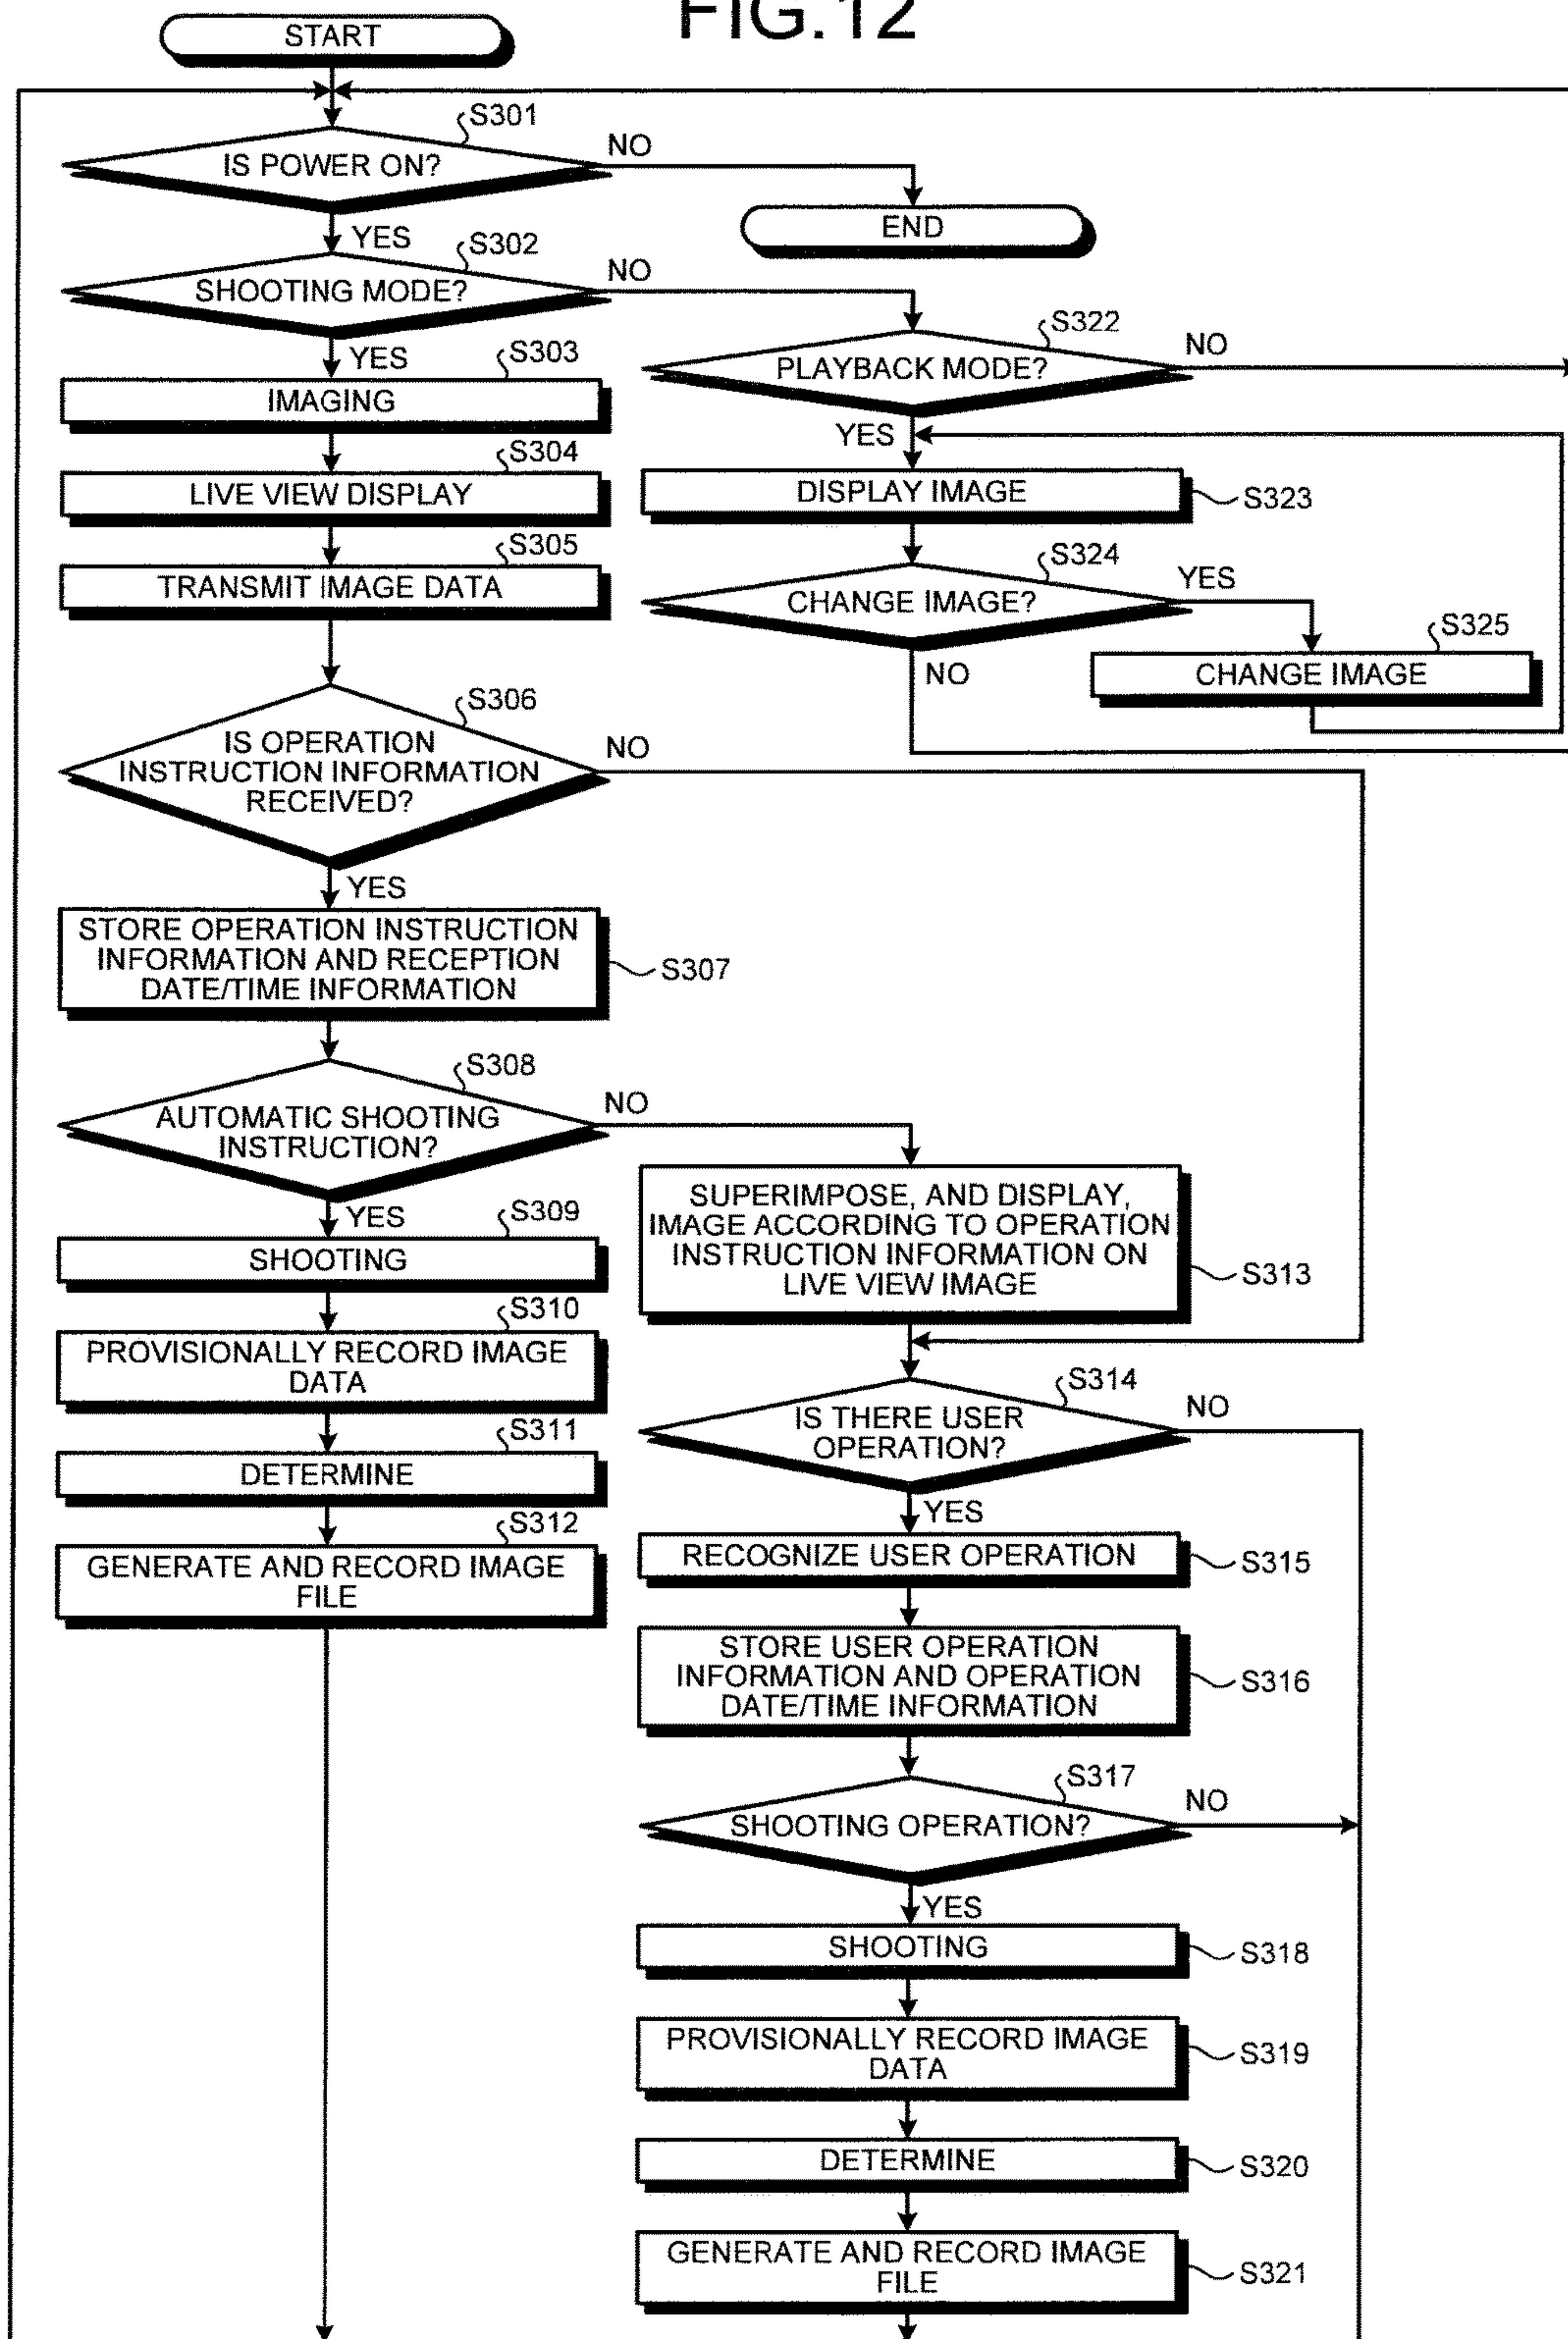 FIG.12
START
S301
IS POWER ON?
NO
END
YES
S302
SHOOTING MODE?
NO
S322
PLAYBACK MODE?
NO
YES
S303
IMAGING
YES
S304
LIVE VIEW DISPLAY
DISPLAY IMAGE
S323
S305
TRANSMIT IMAGE DATA
S324
CHANGE IMAGE?
YES
S325
CHANGE IMAGE
NO
S306
IS OPERATION
INSTRUCTION INFORMATION
RECEIVED?
NO
YES
STORE OPERATION INSTRUCTION
INFORMATION AND RECEPTION
DATE/TIME INFORMATION
S307
S308
AUTOMATIC SHOOTING
INSTRUCTION?
NO
YES
S309
SHOOTING
S310
PROVISIONALLY RECORD IMAGE
DATA
S311
DETERMINE
S312
GENERATE AND RECORD IMAGE
FILE
SUPERIMPOSE, AND DISPLAY,
IMAGE ACCORDING TO OPERATION
INSTRUCTION INFORMATION ON
LIVE VIEW IMAGE
S313
S314
IS THERE USER
OPERATION?
NO
YES
RECOGNIZE USER OPERATION
S315
STORE USER OPERATION
INFORMATION AND OPERATION
DATE/TIME INFORMATION
S316
S317
SHOOTING OPERATION?
NO
YES
SHOOTING
S318
PROVISIONALLY RECORD IMAGE
DATA
S319
DETERMINE
S320
GENERATE AND RECORD IMAGE
FILE
S321